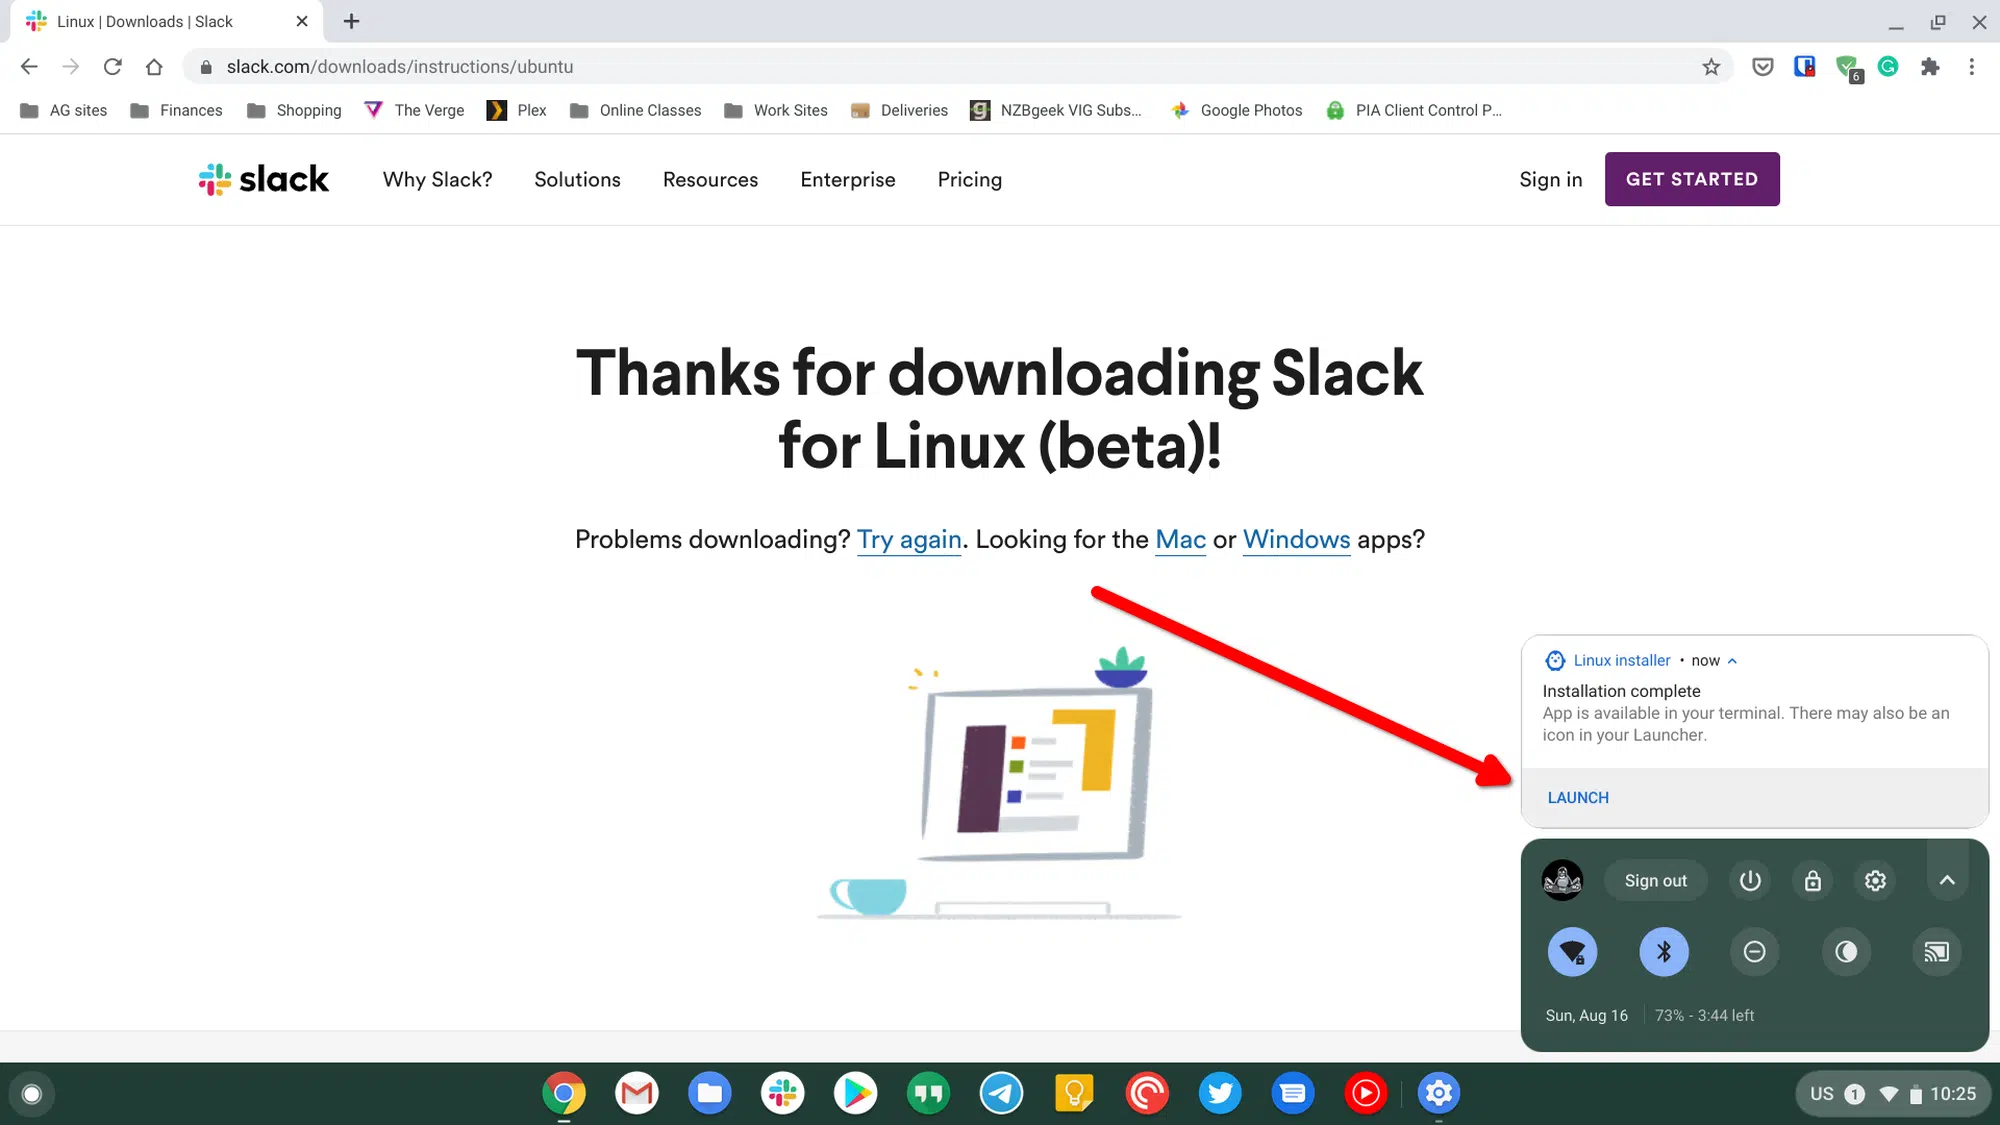 Linux | Downloads | Slack
slack.com/downloads/instructions/ubuntu
6
AG sites
Finances
Shopping
The Verge
Plex
Online Classes
Work Sites
Deliveries
g
NZBgeek VIG Subs...
Google Photos
PIA Client Control P...
slack
Why Slack?
Solutions
Resources
Enterprise
Pricing
Sign in
GET STARTED
Thanks for downloading Slack
for Linux (beta)!
Problems downloading? Try again. Looking for the Mac or Windows apps?
Linux installer • now
Installation complete
App is available in your terminal. There may also be an
icon in your Launcher.
LAUNCH
Sign out
Sun, Aug 16
73% - 3:44 left
US
1
10:25